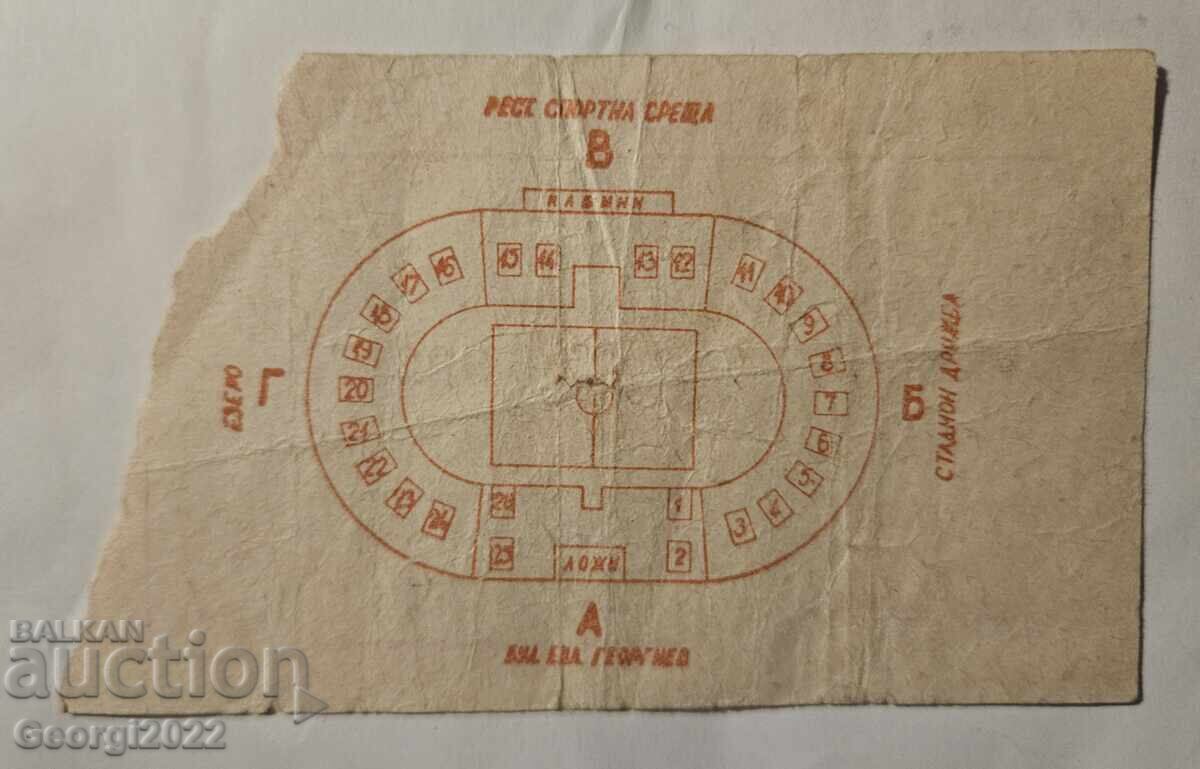 РЕСТ. СПОРТНА СРЕЩА
В
КАБИНИ
15 14 13 12
16 17 18 19 20 21 22 23 24
11 10 9 8 7 6 5 4 3
ЕЗЕРО
Г
Б
СТАДИОН ДРУЖБА
26 1
25 2
ЛОЖИ
А
БУЛ. ЕВЛ. ГЕОРГИЕВ
BALKAN
auction
Georgi2022